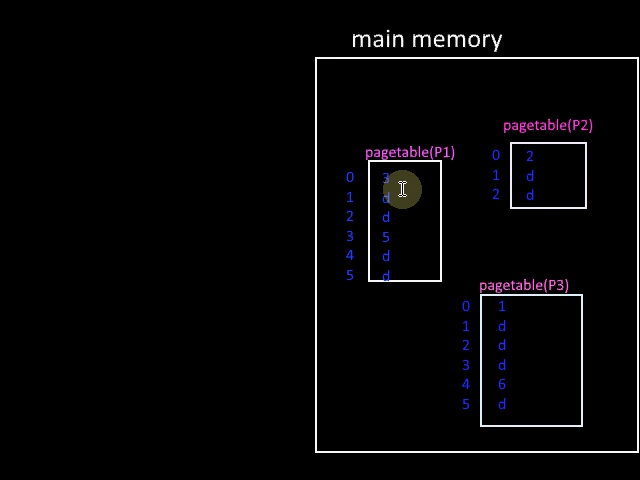 main memory
pagetable(P1)
0 3
1 d
2 d
3 5
4 d
5 d
pagetable(P2)
0 2
1 d
2 d
pagetable(P3)
0 1
1 d
2 d
3 d
4 6
5 d